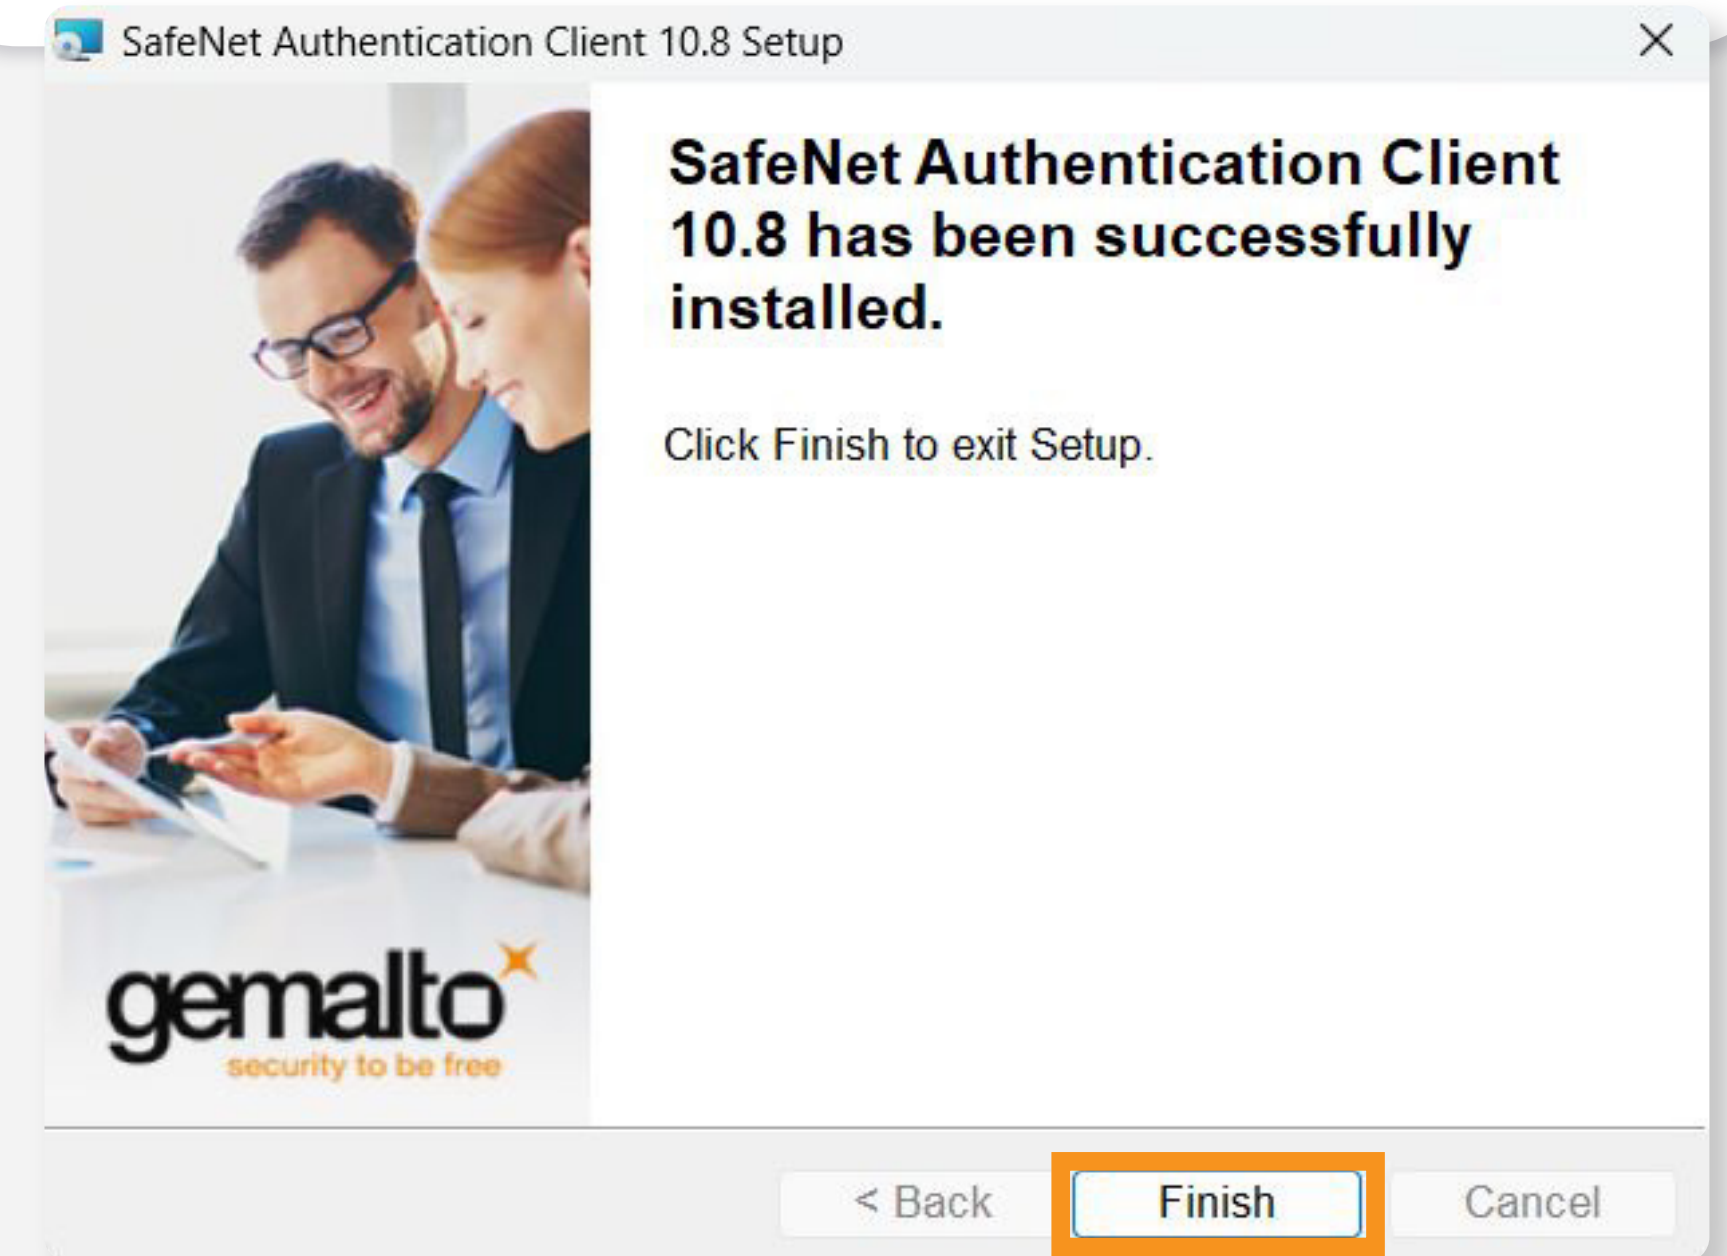 SafeNet Authentication Client 10.8 Setup
SafeNet Authentication Client
10.8 has been successfully
installed.
Click Finish to exit Setup.
gemalto
security to be free
< Back
Finish
Cancel